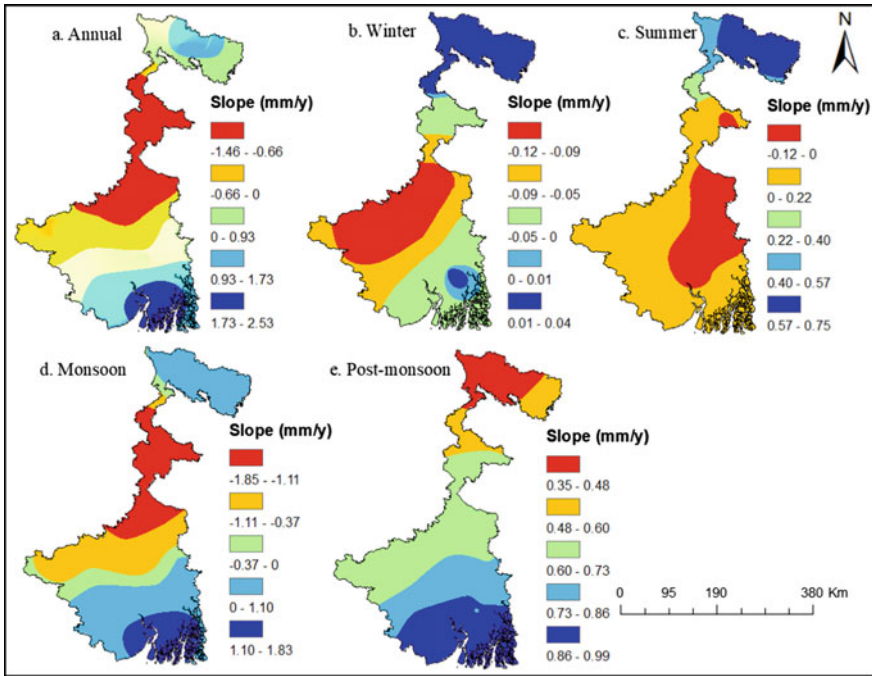 a. Annual
Slope (mm/y)
-1.46 - -0.66
-0.66 - 0
0 - 0.93
0.93 - 1.73
1.73 - 2.53
b. Winter
Slope (mm/y)
-0.12 - -0.09
-0.09 - -0.05
-0.05 - 0
0 - 0.01
0.01 - 0.04
c. Summer
N
Slope (mm/y)
-0.12 - 0
0 - 0.22
0.22 - 0.40
0.40 - 0.57
0.57 - 0.75
d. Monsoon
Slope (mm/y)
-1.85 - -1.11
-1.11 - -0.37
-0.37 - 0
0 - 1.10
1.10 - 1.83
e. Post-monsoon
Slope (mm/y)
0.35 - 0.48
0.48 - 0.60
0.60 - 0.73
0.73 - 0.86
0.86 - 0.99
0 95 190 380 Km